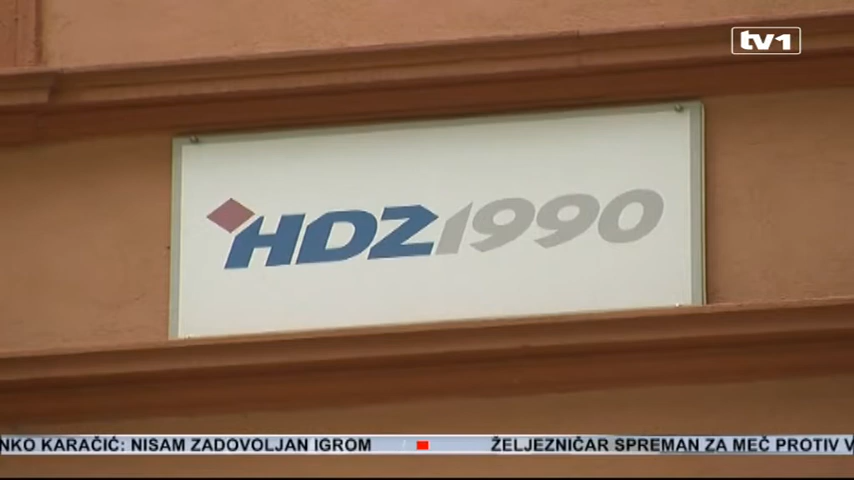 tv1
HDZ1990
NKO KARAČIĆ: NISAM ZADOVOLJAN IGROM ŽELJEZNIČAR SPREMAN ZA MEČ PROTIV V